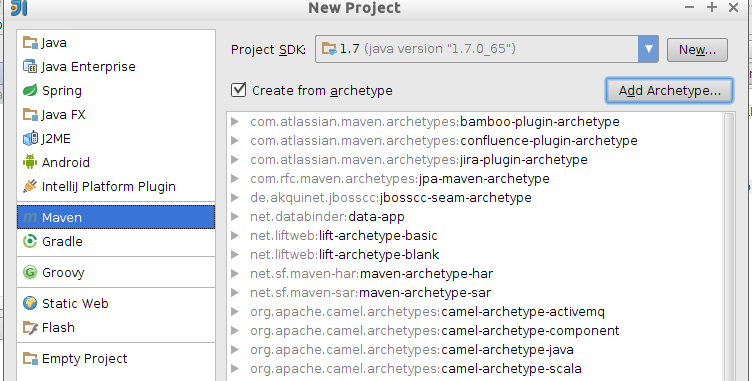 New Project
Java
Java Enterprise
Spring
Java FX
J2ME
Android
IntelliJ Platform Plugin
Maven
Gradle
Groovy
Static Web
Flash
Empty Project
Project SDK: 1.7 (java version "1.7.0_65") New...
Create from archetype Add Archetype...
com.atlassian.maven.archetypes:bamboo-plugin-archetype
com.atlassian.maven.archetypes:confluence-plugin-archetype
com.atlassian.maven.archetypes:jira-plugin-archetype
com.rfc.maven.archetypes:jpa-maven-archetype
de.akquinet.jbosscc:jbosscc-seam-archetype
net.databinder:data-app
net.liftweb:lift-archetype-basic
net.liftweb:lift-archetype-blank
net.sf.maven-har:maven-archetype-har
net.sf.maven-sar:maven-archetype-sar
org.apache.camel.archetypes:camel-archetype-activemq
org.apache.camel.archetypes:camel-archetype-component
org.apache.camel.archetypes:camel-archetype-java
org.apache.camel.archetypes:camel-archetype-scala